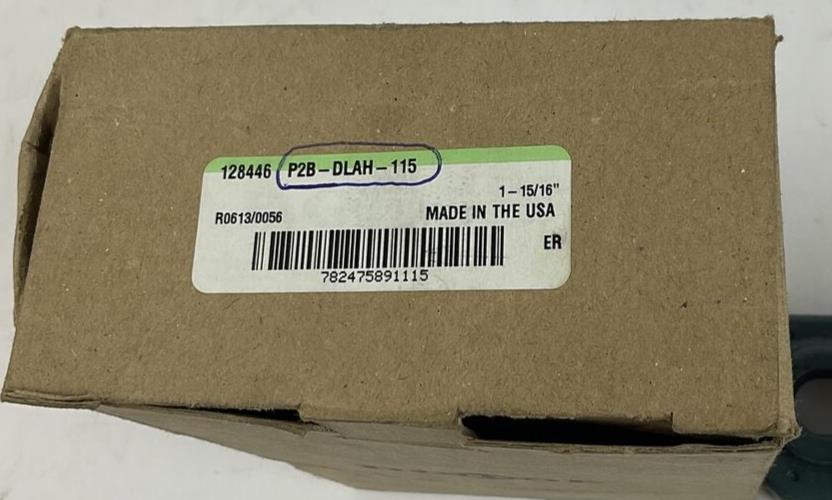 128446 P2B-DLAH-115
1-15/16"
R0613/0056 MADE IN THE USA
ER
782475891115